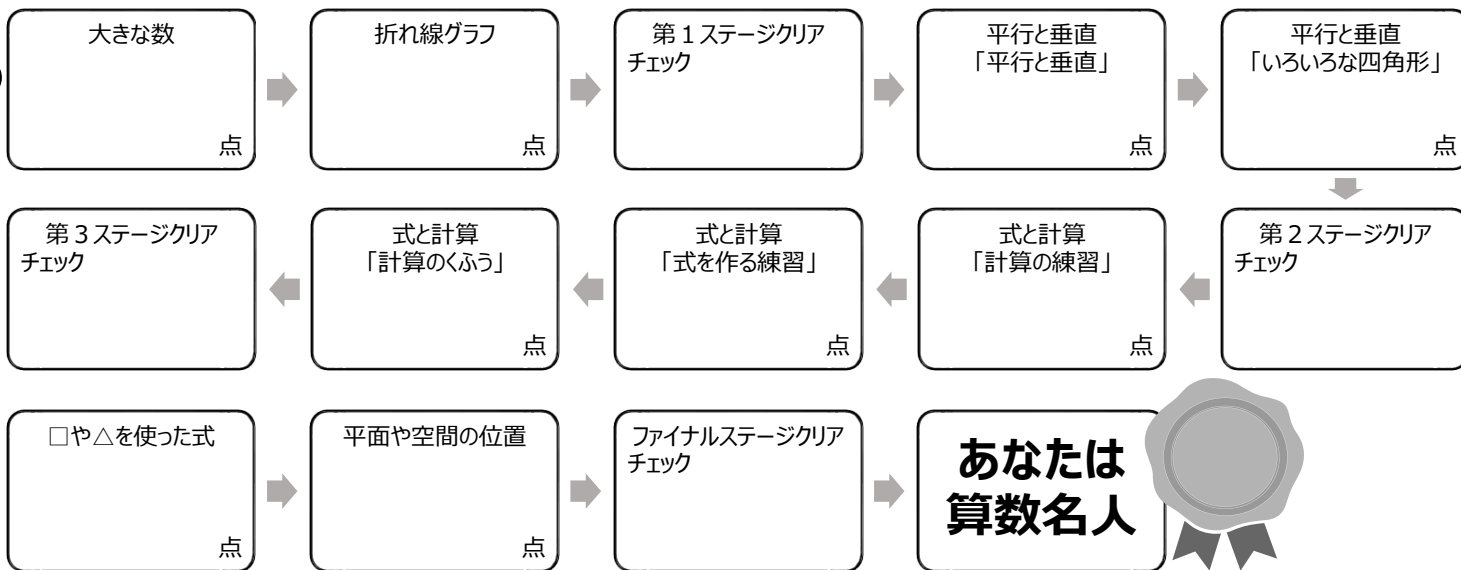 大きな数
点
折れ線グラフ
点
第１ステージクリア
チェック
平行と垂直
「平行と垂直」
点
平行と垂直
「いろいろな四角形」
点
第２ステージクリア
チェック
式と計算
「計算の練習」
点
式と計算
「式を作る練習」
点
式と計算
「計算のくふう」
点
第３ステージクリア
チェック
□や△を使った式
点
平面や空間の位置
点
ファイナルステージクリア
チェック
あなたは
算数名人